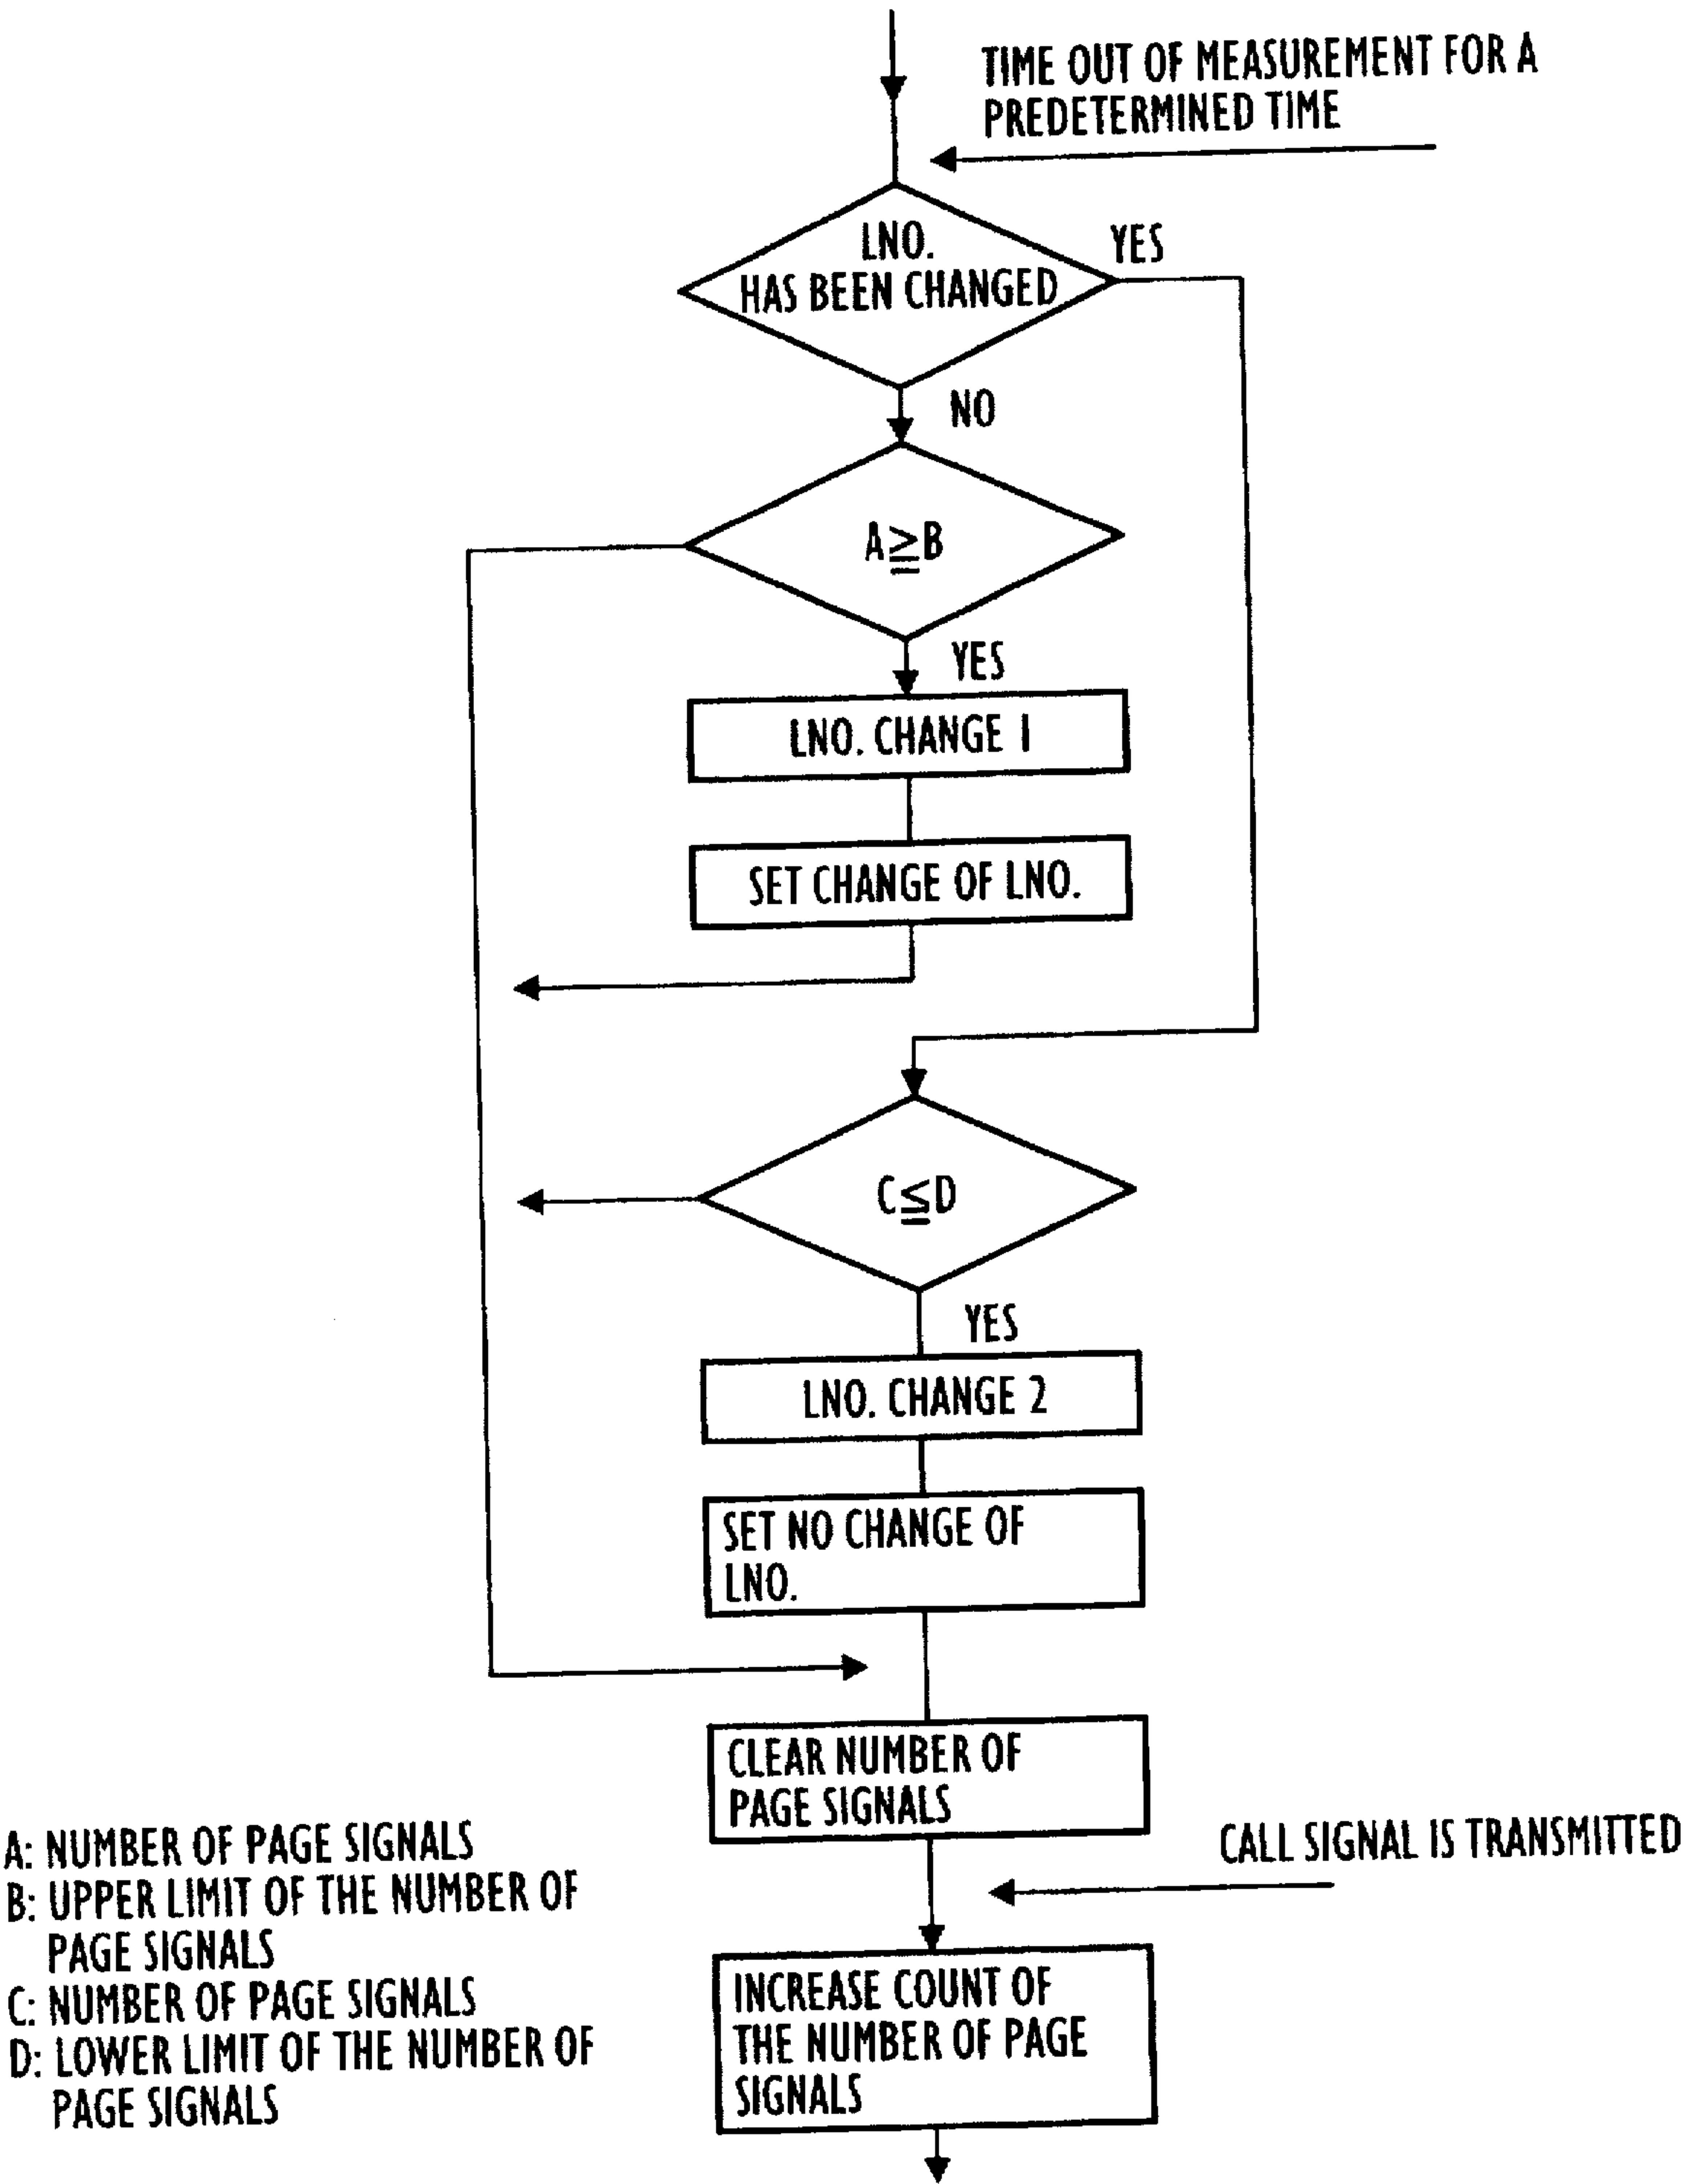 TIME OUT OF MEASUREMENT FOR A
PREDETERMINED TIME
LNO.
HAS BEEN CHANGED
YES
NO
A≧B
YES
LNO. CHANGE 1
SET CHANGE OF LNO.
C≦D
YES
LNO. CHANGE 2
SET NO CHANGE OF
LNO.
CLEAR NUMBER OF
PAGE SIGNALS
CALL SIGNAL IS TRANSMITTED
INCREASE COUNT OF
THE NUMBER OF PAGE
SIGNALS
A: NUMBER OF PAGE SIGNALS
B: UPPER LIMIT OF THE NUMBER OF
PAGE SIGNALS
C: NUMBER OF PAGE SIGNALS
D: LOWER LIMIT OF THE NUMBER OF
PAGE SIGNALS